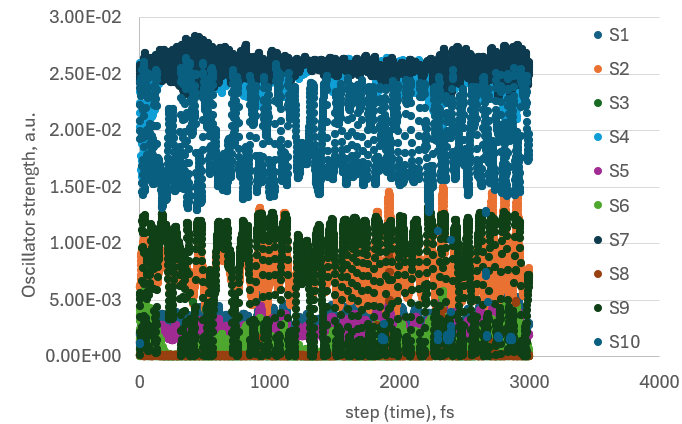 3.00E-02
2.50E-02
2.00E-02
1.50E-02
1.00E-02
5.00E-03
0.00E+00
Oscillator strength, a.u.
0 1000 2000 3000 4000
step (time), fs
S1
S2
S3
S4
S5
S6
S7
S8
S9
S10